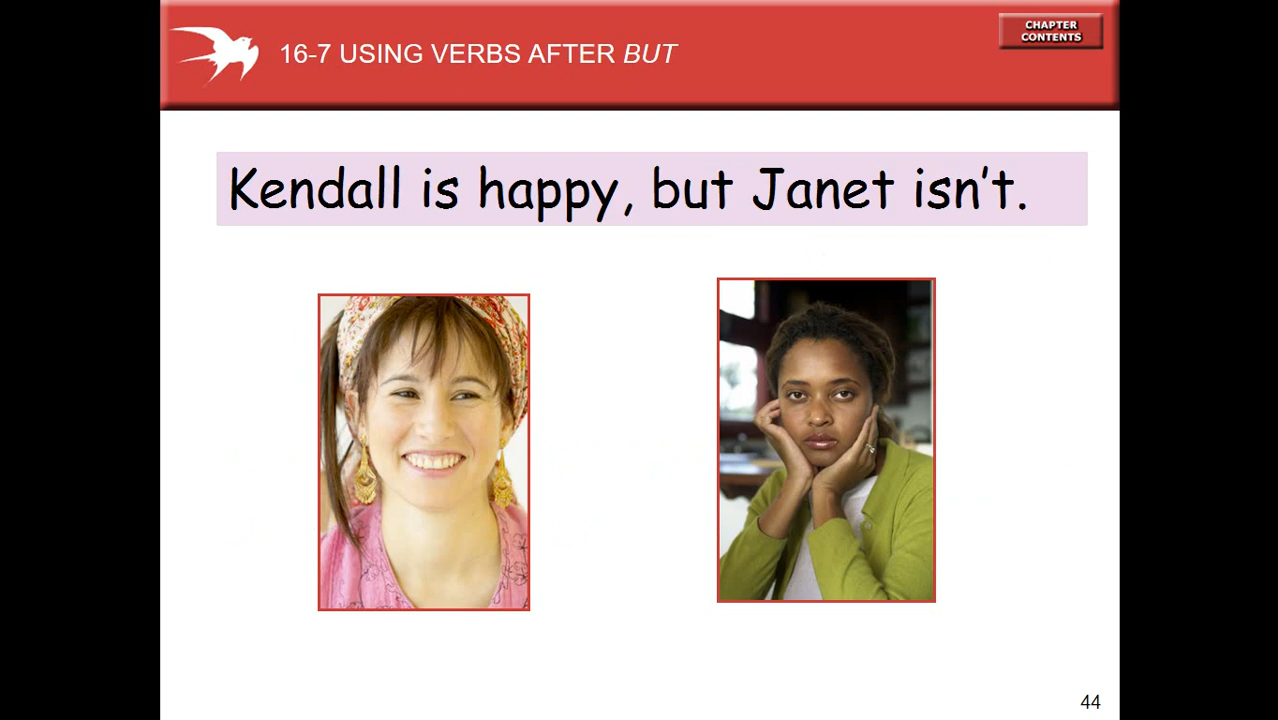 CHAPTER
CONTENTS
16-7 USING VERBS AFTER BUT
Kendall is happy, but Janet isn’t.
44